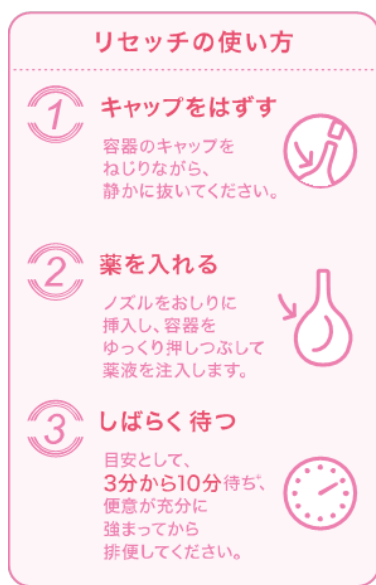 リセッチの使い方
1 キャップをはずす
容器のキャップを
ねじりながら、
静かに抜いてください。
2 薬を入れる
ノズルをおしりに
挿入し、容器を
ゆっくり押しつぶして
薬液を注入します。
3 しばらく待つ
目安として、
3分から10分待ち*、
便意が充分に
強まってから
排便してください。